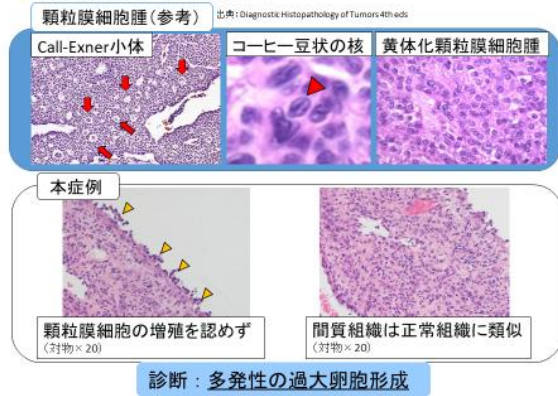 顆粒膜細胞腫(参考)
出典: Diagnostic Histopathology of Tumors 4th eds
Call-Exner小体
コーヒー豆状の核
黄体化顆粒膜細胞腫
本症例
顆粒膜細胞の増殖を認めず
(対物×20)
間質組織は正常組織に類似
(対物×20)
診断:多発性の過大卵胞形成